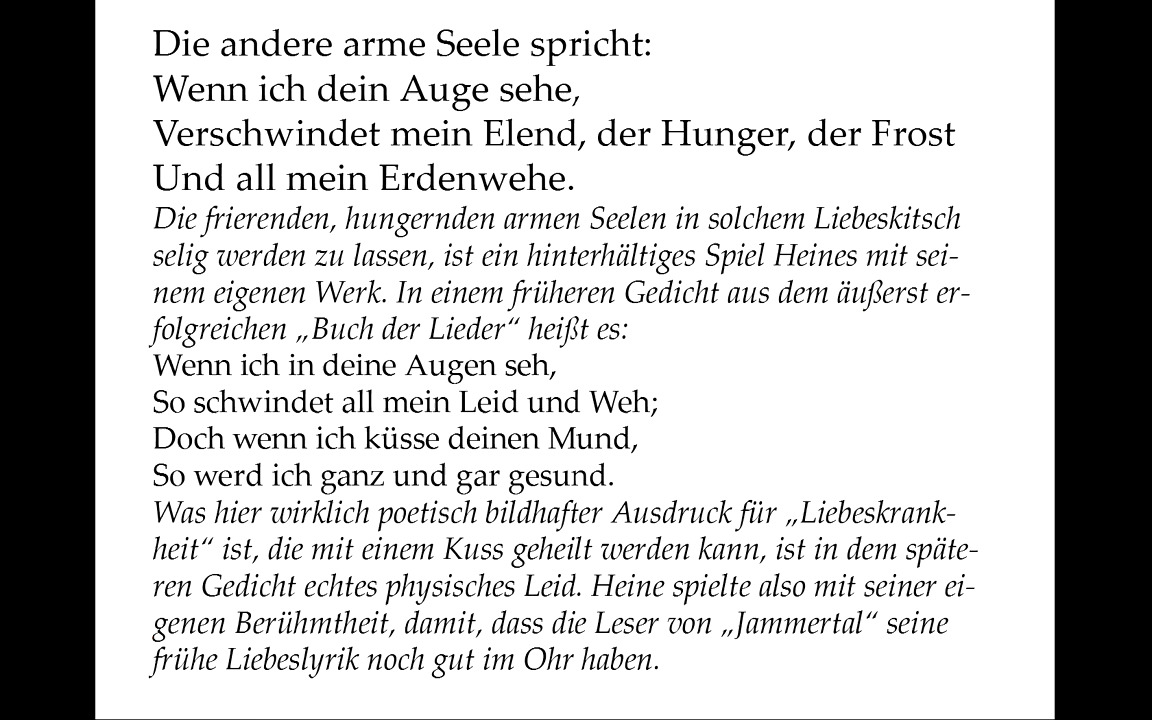 Die andere arme Seele spricht:
Wenn ich dein Auge sehe,
Verschwindet mein Elend, der Hunger, der Frost
Und all mein Erdenwehe.
Die frierenden, hungernden armen Seelen in solchem Liebeskitsch
selig werden zu lassen, ist ein hinterhältiges Spiel Heines mit sei-
nem eigenen Werk. In einem früheren Gedicht aus dem äußerst er-
folgreichen „Buch der Lieder“ heißt es:
Wenn ich in deine Augen seh,
So schwindet all mein Leid und Weh;
Doch wenn ich küsse deinen Mund,
So werd ich ganz und gar gesund.
Was hier wirklich poetisch bildhafter Ausdruck für „Liebeskrank-
heit“ ist, die mit einem Kuss geheilt werden kann, ist in dem späte-
ren Gedicht echtes physisches Leid. Heine spielte also mit seiner ei-
genen Berühmtheit, damit, dass die Leser von „Jammertal“ seine
frühe Liebeslyrik noch gut im Ohr haben.